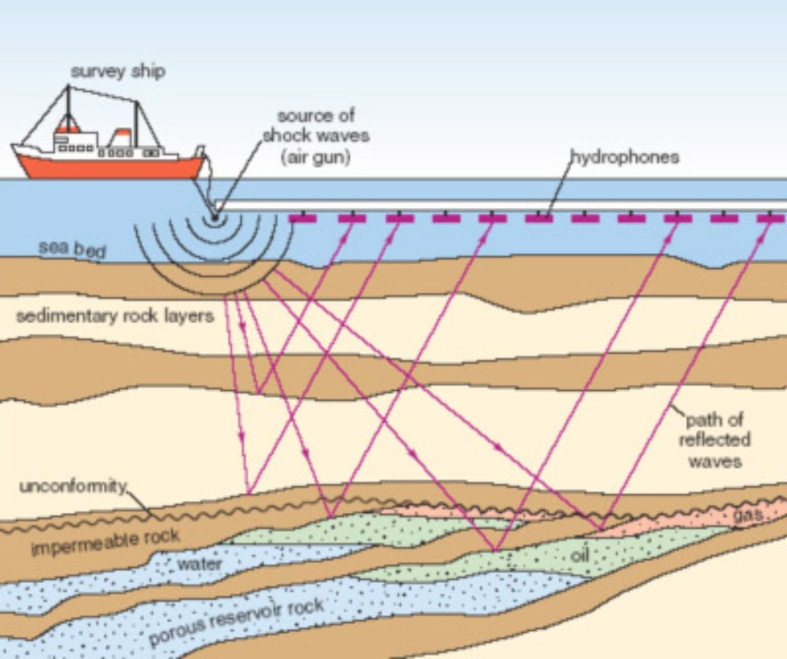 survey ship
source of
shock waves
(air gun)
hydrophones
sea bed
sedimentary rock layers
path of
reflected
waves
unconformity
gas
impermeable rock
oil
water
porous reservoir rock